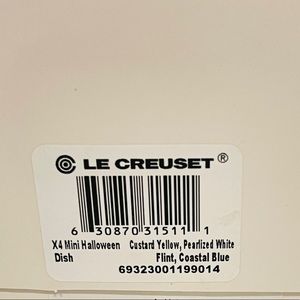 LE CREUSET®
6 30870 31511 1
X4 Mini Halloween Custard Yellow, Pearlized White
Dish Flint, Coastal Blue
69323001199014